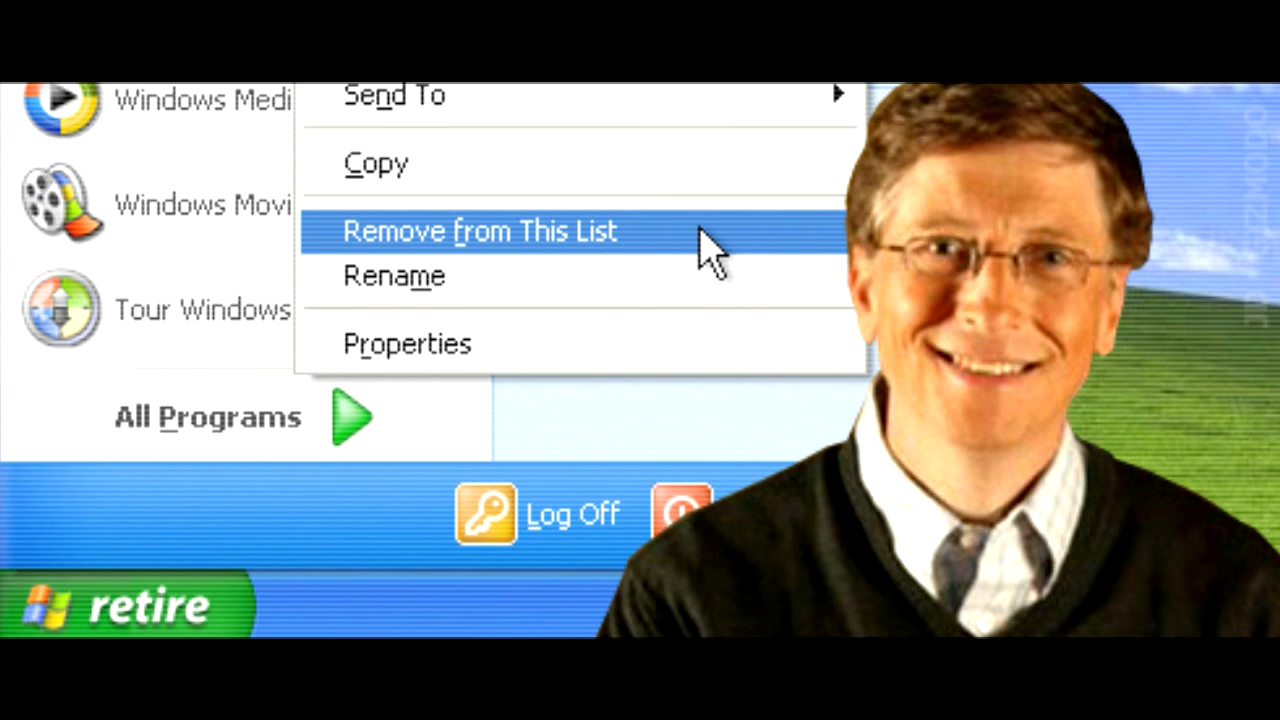 Windows Medi
Send To
Copy
Windows Movi
Remove from This List
Rename
Tour Windows
Properties
All Programs
Log Off
retire